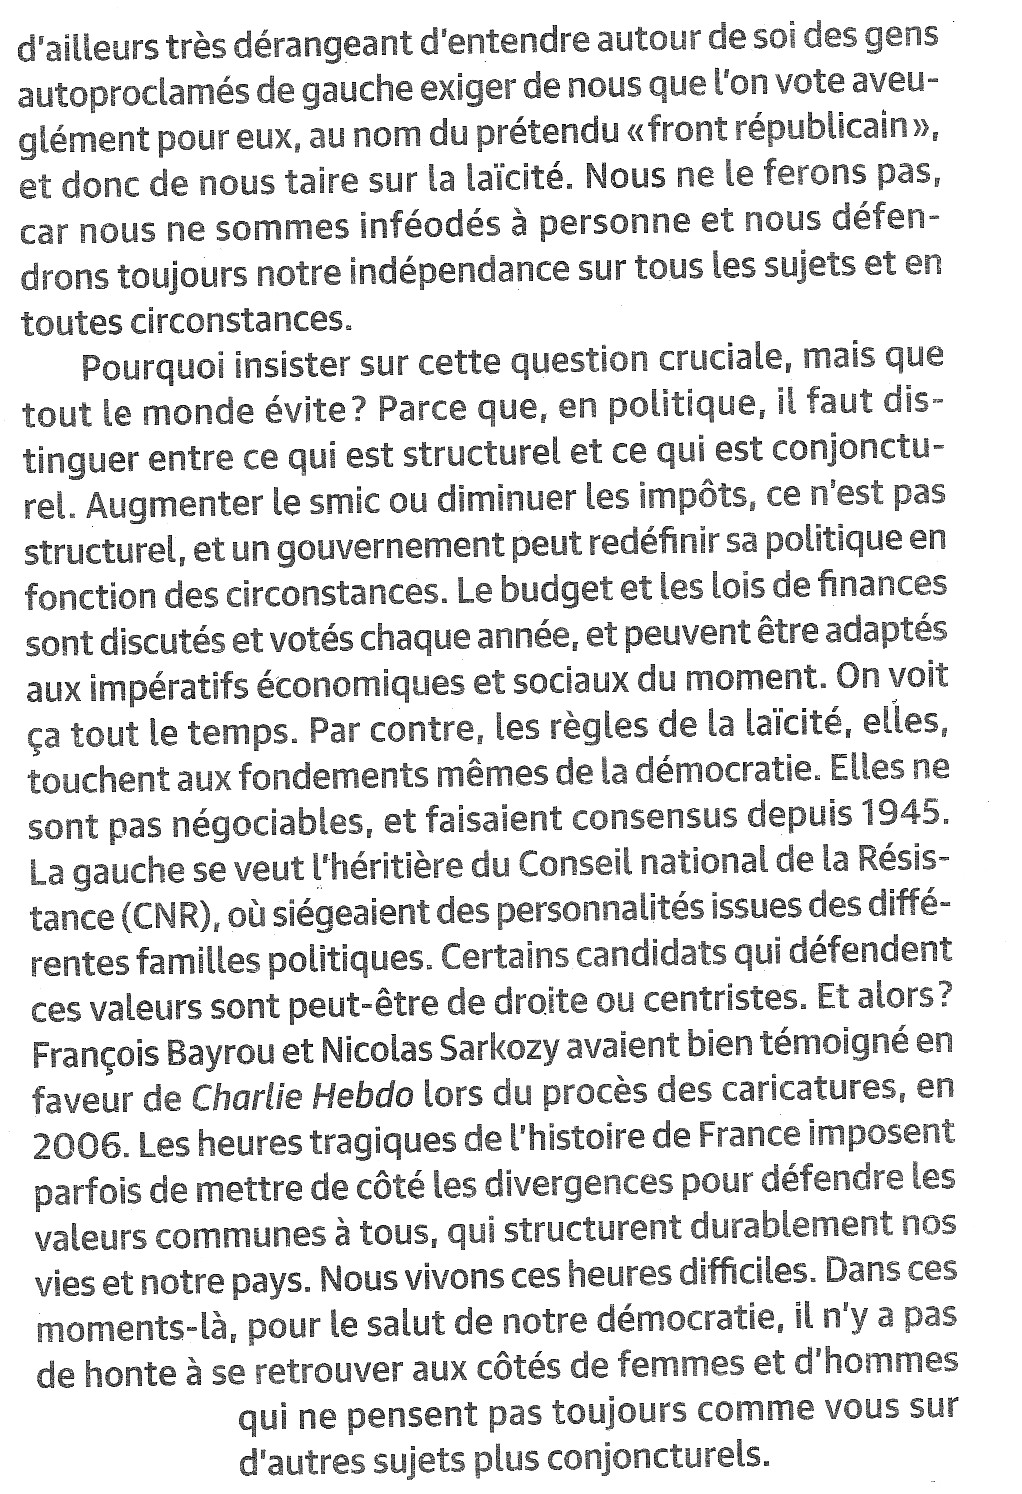 d'ailleurs très dérangeant d'entendre autour de soi des gens
autoproclamés de gauche exiger de nous que l'on vote aveu-
glément pour eux, au nom du prétendu «front républicain»,
et donc de nous taire sur la laïcité. Nous ne le ferons pas,
car nous ne sommes inféodés à personne et nous défen-
drons toujours notre indépendance sur tous les sujets et en
toutes circonstances.
Pourquoi insister sur cette question cruciale, mais que
tout le monde évite? Parce que, en politique, il faut dis-
tinguer entre ce qui est structurel et ce qui est conjonctu-
rel. Augmenter le smic ou diminuer les impôts, ce n'est pas
structurel, et un gouvernement peut redéfinir sa politique en
fonction des circonstances. Le budget et les lois de finances
sont discutés et votés chaque année, et peuvent être adaptés
aux impératifs économiques et sociaux du moment. On voit
ça tout le temps. Par contre, les règles de la laïcité, elles,
touchent aux fondements mêmes de la démocratie. Elles ne
sont pas négociables, et faisaient consensus depuis 1945.
La gauche se veut l'héritière du Conseil national de la Résis-
tance (CNR), où siégeaient des personnalités issues des diffé-
rentes familles politiques. Certains candidats qui défendent
ces valeurs sont peut-être de droite ou centristes. Et alors?
François Bayrou et Nicolas Sarkozy avaient bien témoigné en
faveur de Charlie Hebdo lors du procès des caricatures, en
2006. Les heures tragiques de l'histoire de France imposent
parfois de mettre de côté les divergences pour défendre les
valeurs communes à tous, qui structurent durablement nos
vies et notre pays. Nous vivons ces heures difficiles. Dans ces
moments-là, pour le salut de notre démocratie, il n'y a pas
de honte à se retrouver aux côtés de femmes et d'hommes
qui ne pensent pas toujours comme vous sur
d'autres sujets plus conjoncturels.